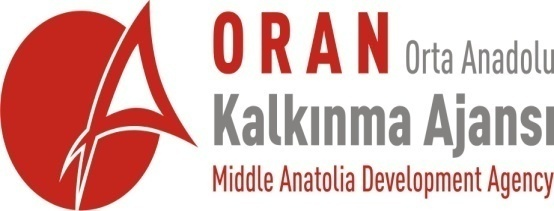 ORAN Orta Anadolu
Kalkınma Ajansı
Middle Anatolia Development Agency